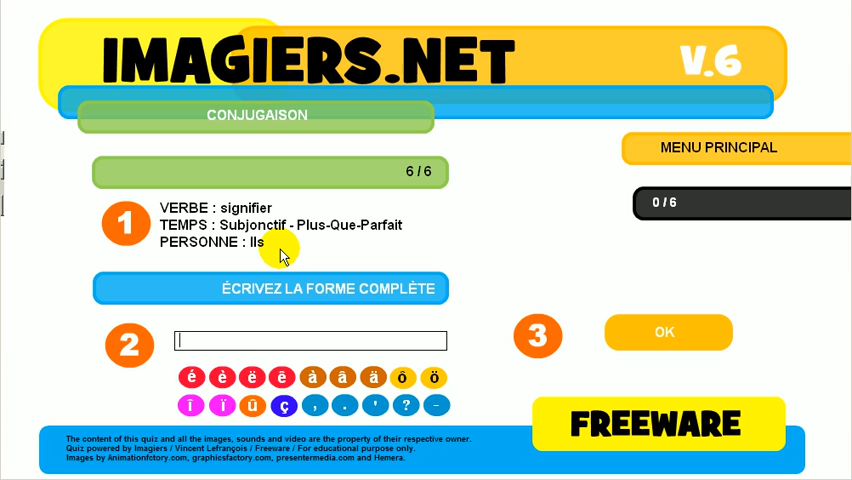 IMAGIERS.NET
V.6
CONJUGAISON
MENU PRINCIPAL
6 / 6
0 / 6
1
VERBE : signifier
TEMPS : Subjonctif - Plus-Que-Parfait
PERSONNE : Ils
ÉCRIVEZ LA FORME COMPLÈTE
2
3
OK
é è ë ê à â ä ô ö
î ï û ç , . ' ? -
FREEWARE
The content of this quiz and all the images, sounds and video are the property of their respective owner.
Quiz powered by Imagiers / Vincent Lefrançois / Freeware / For educational purpose only.
Images by Animationfctory.com, graphicsfactory.com, presentermedia.com and Hemera.